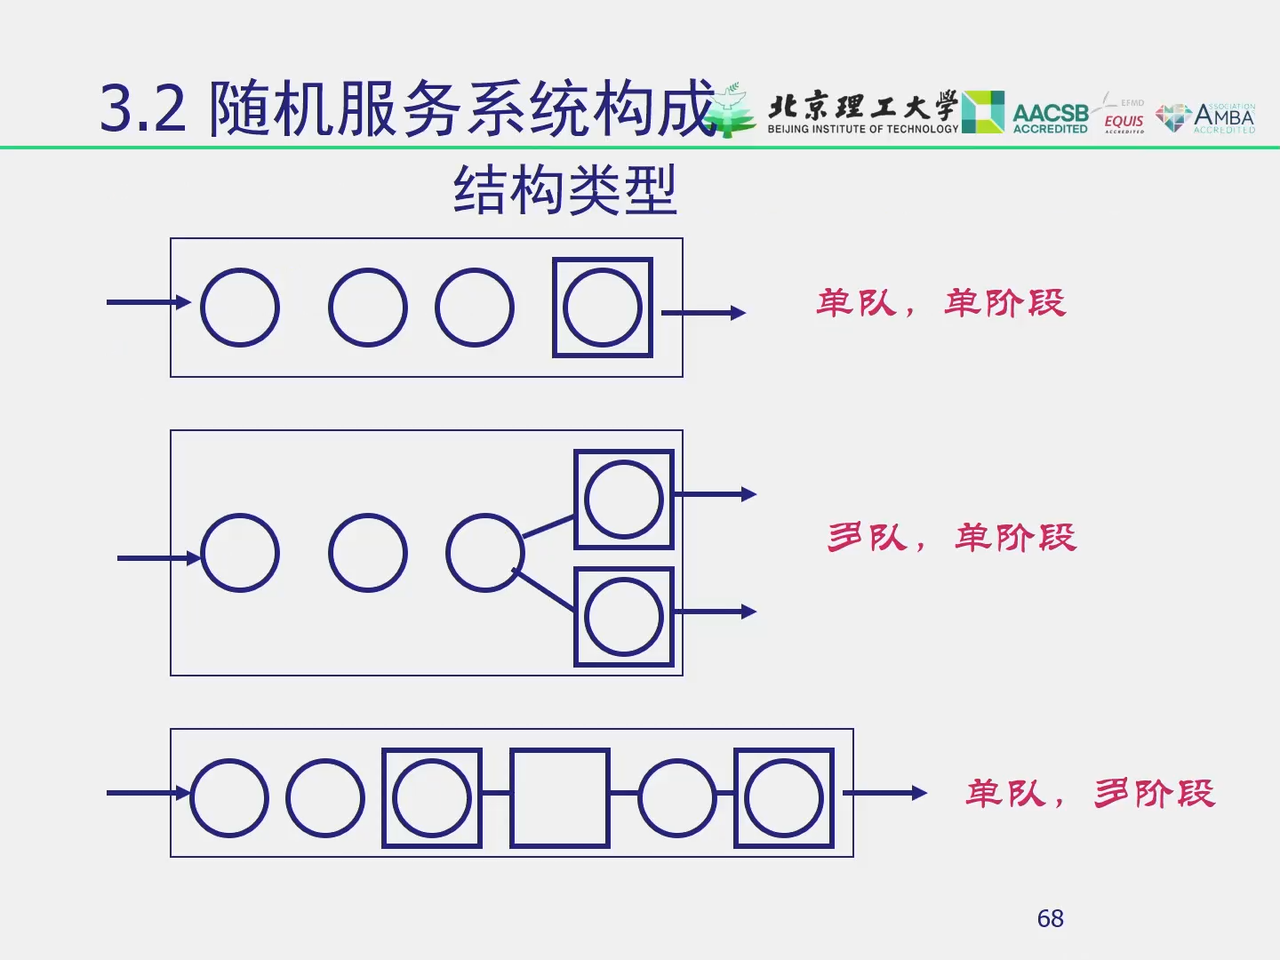 3.2 随机服务系统构成
北京理工大学
BEIJING INSTITUTE OF TECHNOLOGY
AACSB
ACCREDITED
EFMD
EQUIS
ACCREDITED
ASSOCIATION
AMBA
ACCREDITED
结构类型
单队，单阶段
多队，单阶段
单队，多阶段
68